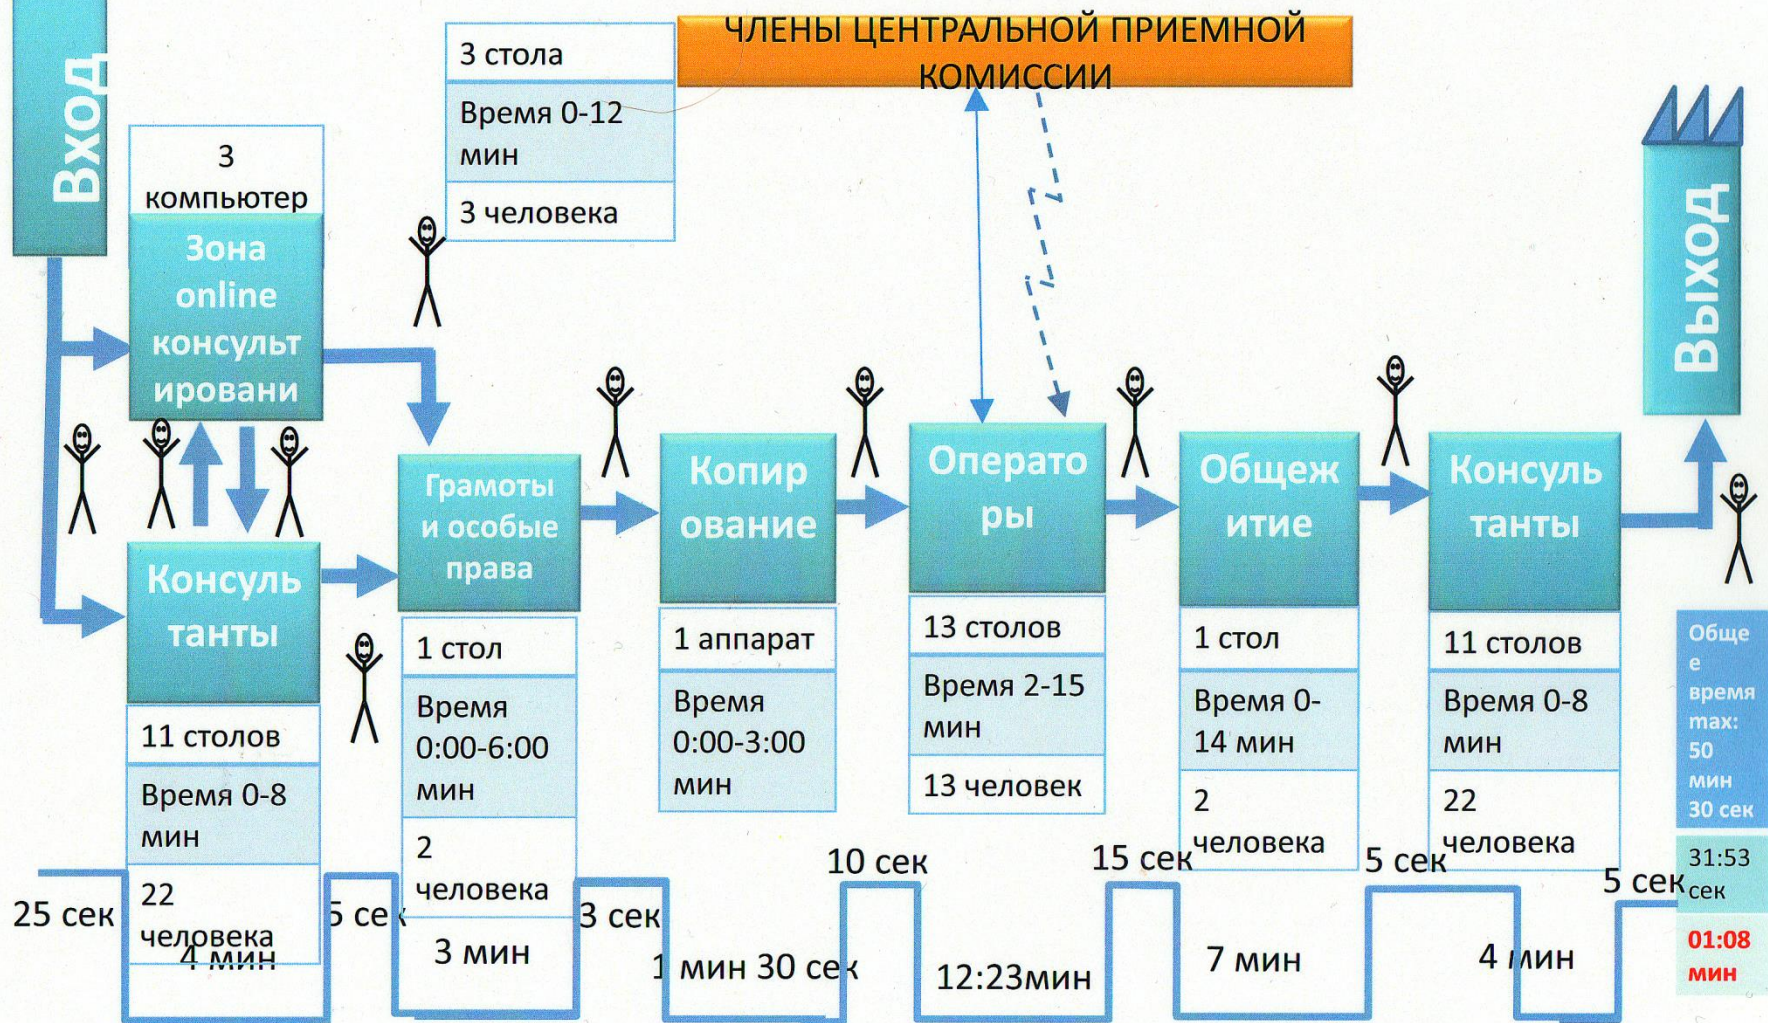 Вход
3 стола
Время 0-12
мин
3 человека
ЧЛЕНЫ ЦЕНТРАЛЬНОЙ ПРИЕМНОЙ
КОМИССИИ
3
компьютер
Зона
online
консульт
ировани
Консуль
танты
11 столов
Время 0-8
мин
22
человека
Грамоты
и особые
права
1 стол
Время
0:00-6:00
мин
2
человека
Копир
ование
1 аппарат
Время
0:00-3:00
мин
Операто
ры
13 столов
Время 2-15
мин
13 человек
Общеж
итие
1 стол
Время 0-
14 мин
2
человека
Консуль
танты
11 столов
Время 0-8
мин
22
человека
Выход
Обще
е
время
max:
50
мин
30 сек
31:53
сек
01:08
мин
25 сек
4 мин
5 сек
3 мин
3 сек
1 мин 30 сек
10 сек
12:23мин
15 сек
7 мин
5 сек
4 мин
5 сек